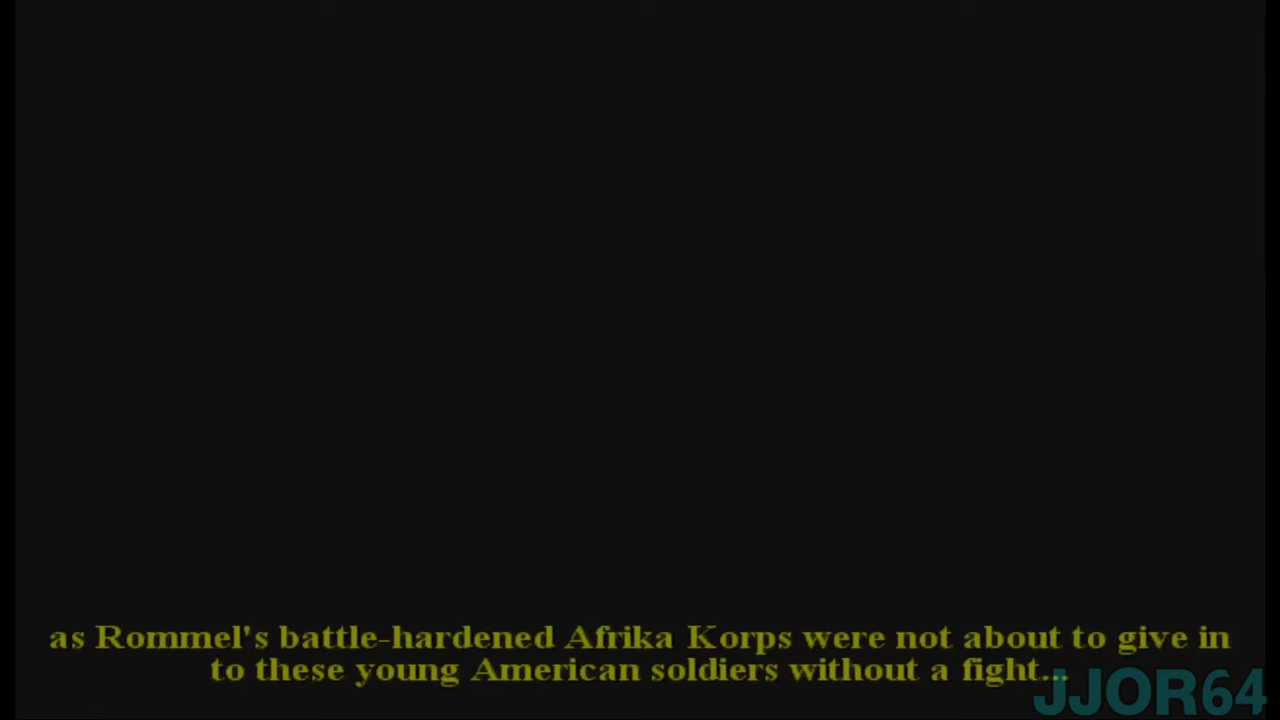 as Rommel's battle-hardened Afrika Korps were not about to give in
to these young American soldiers without a fight...
JJOR64